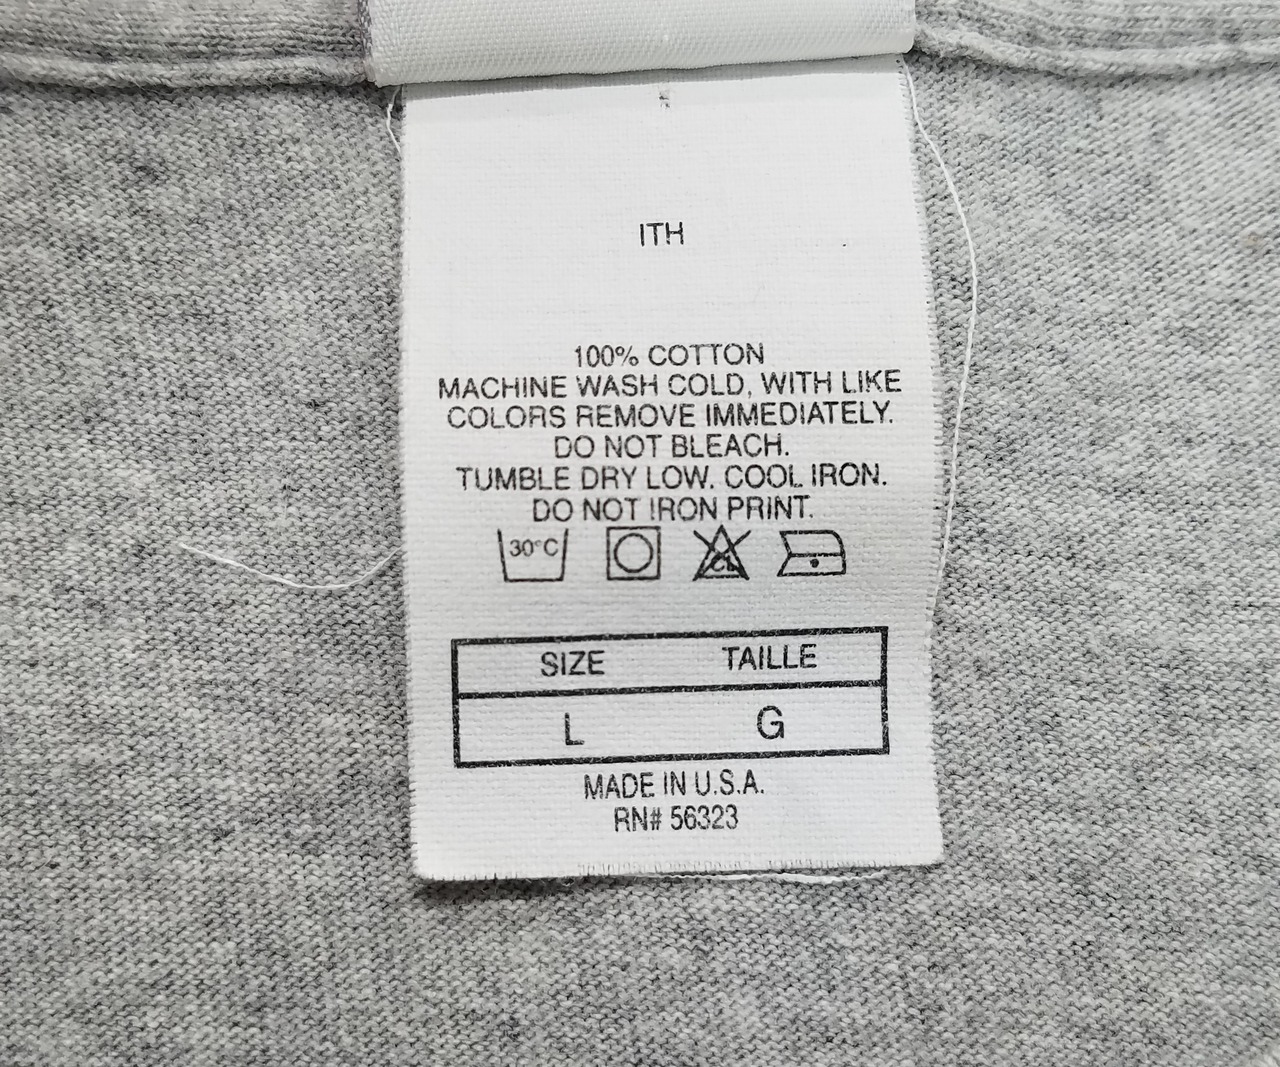 ITH
100% COTTON
MACHINE WASH COLD, WITH LIKE
COLORS REMOVE IMMEDIATELY.
DO NOT BLEACH.
TUMBLE DRY LOW. COOL IRON.
DO NOT IRON PRINT.
30°C CL
SIZE TAILLE
L G
MADE IN U.S.A.
RN# 56323